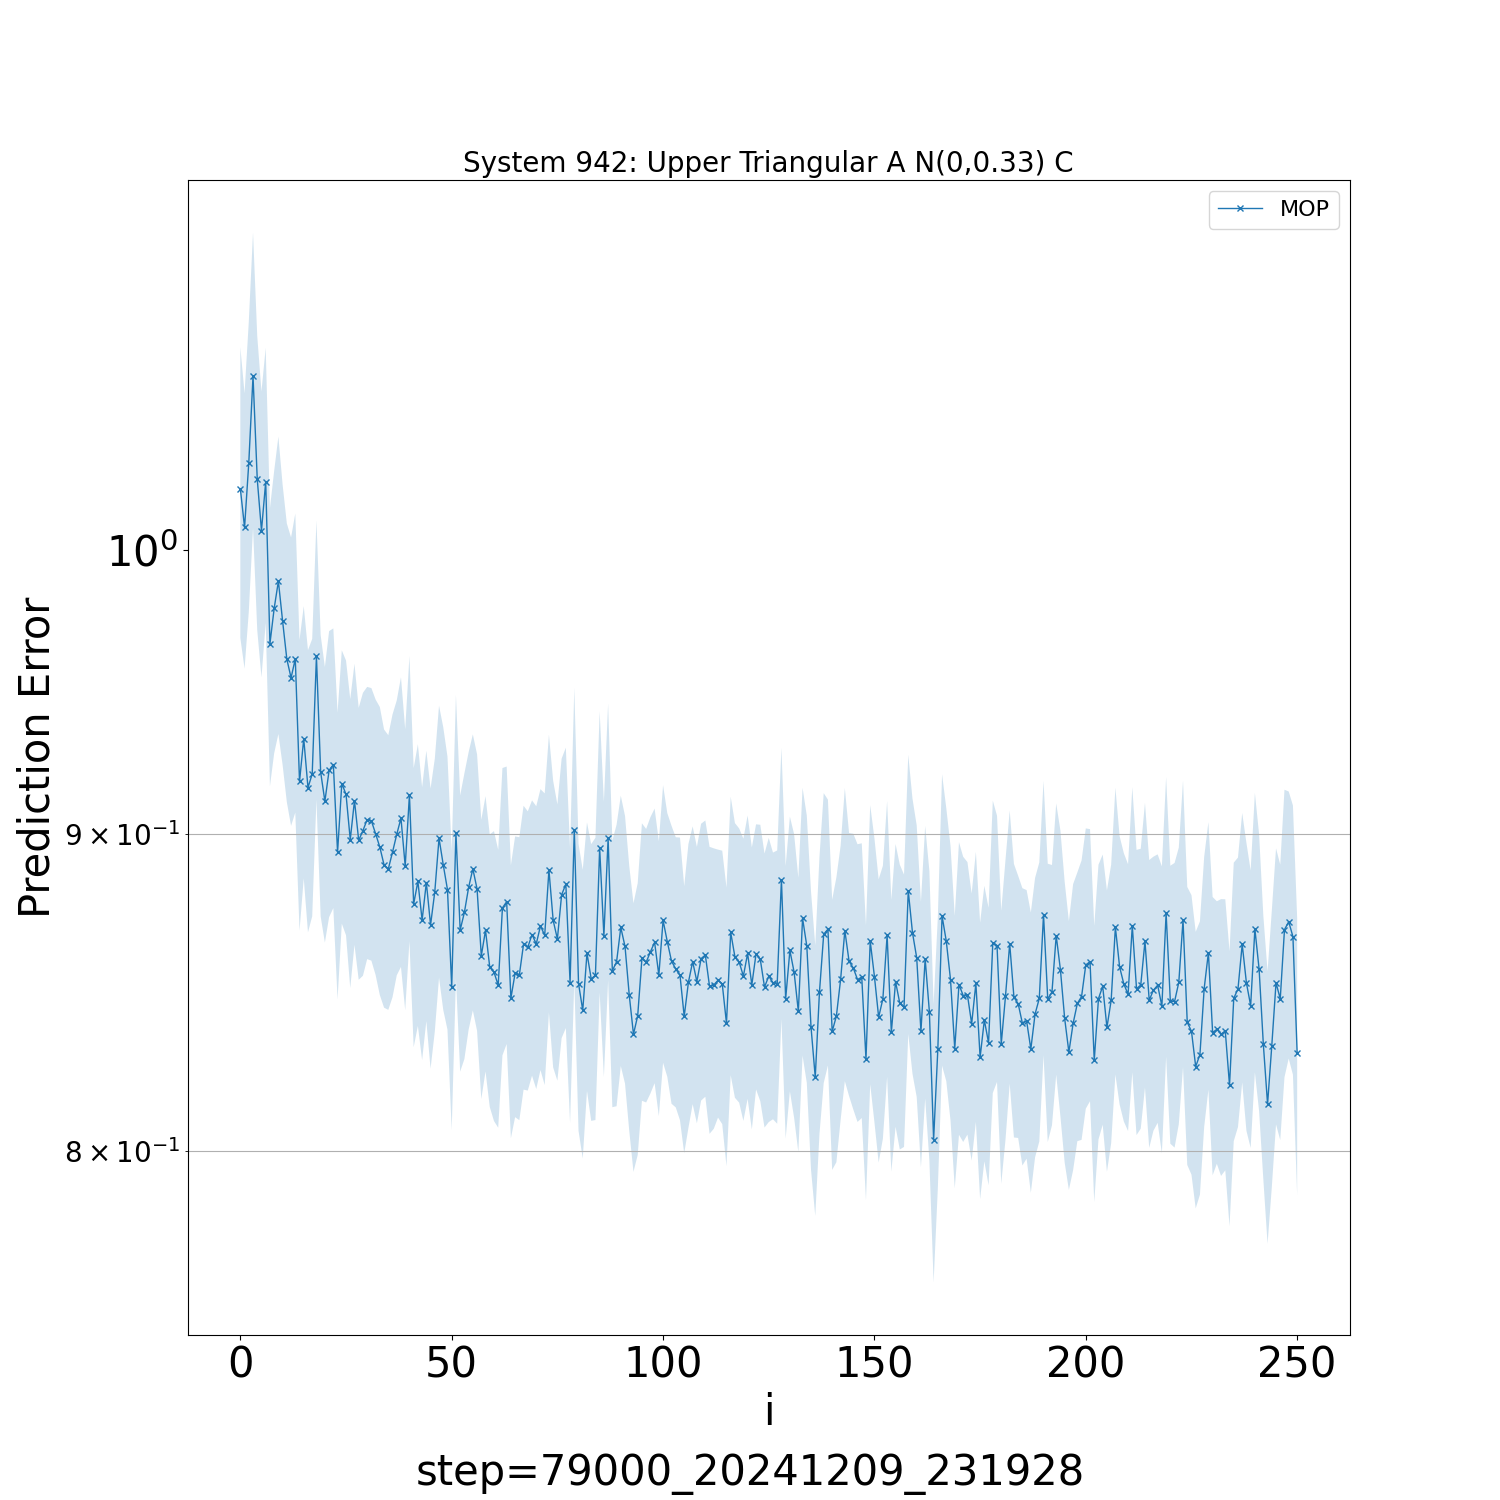 System 942: Upper Triangular A N(0,0.33) C
MOP
Prediction Error
10⁰
9 × 10⁻¹
8 × 10⁻¹
0 50 100 150 200 250
i
step=79000_20241209_231928